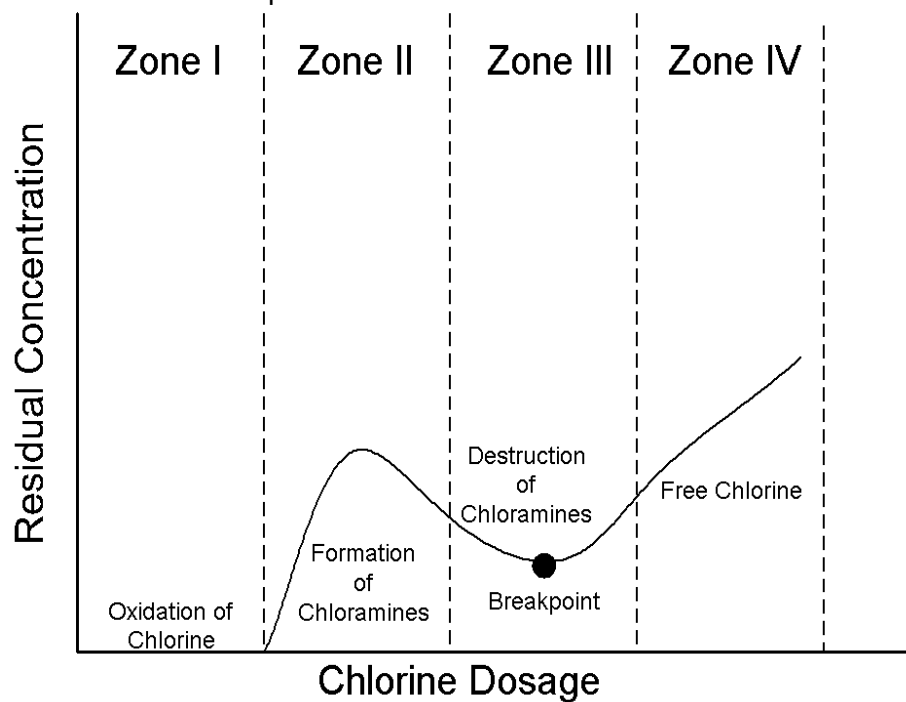 Zone I
Zone II
Zone III
Zone IV
Residual Concentration
Destruction
of
Chloramines
Free Chlorine
Formation
of
Chloramines
Breakpoint
Oxidation of
Chlorine
Chlorine Dosage